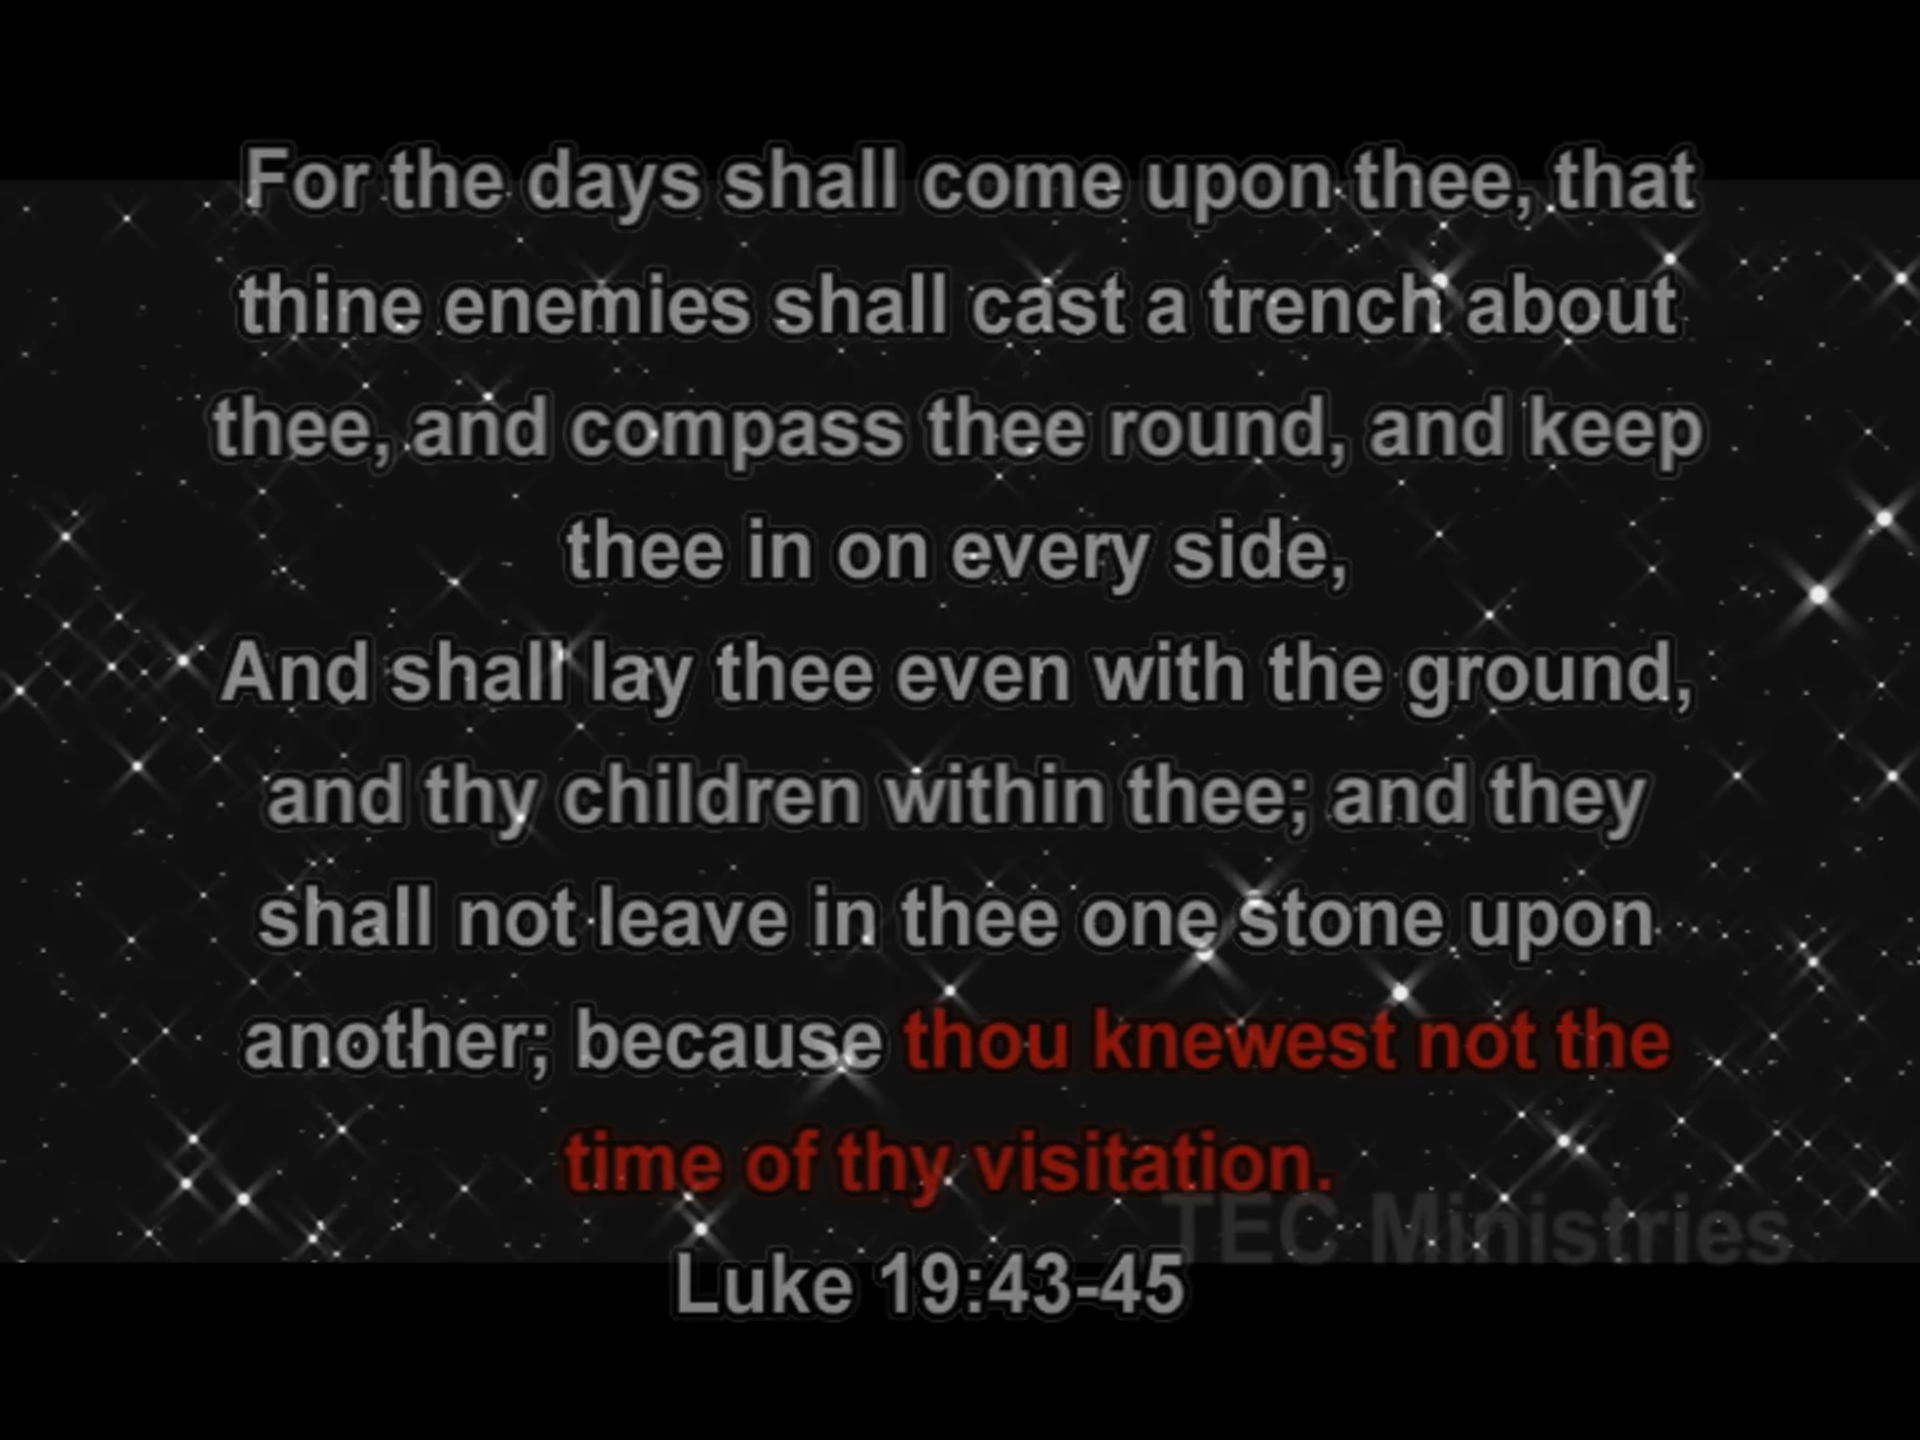 For the days shall come upon thee, that
thine enemies shall cast a trench about
thee, and compass thee round, and keep
thee in on every side,
And shall lay thee even with the ground,
and thy children within thee; and they
shall not leave in thee one stone upon
another; because thou knewest not the
time of thy visitation.
TEC Ministries
Luke 19:43-45